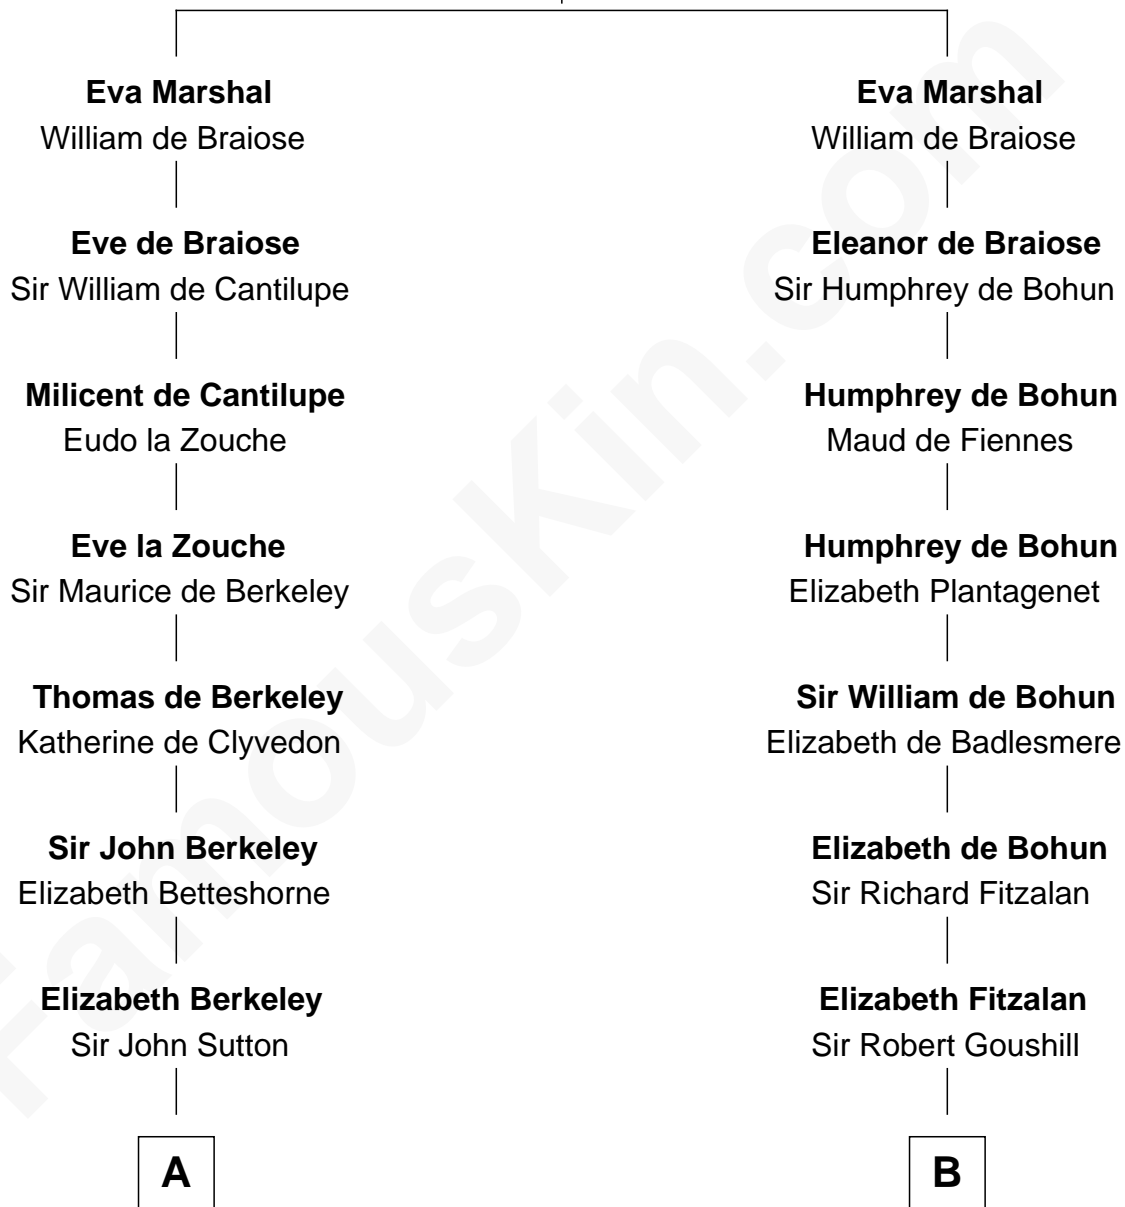 Eva Marshal
William de Braiose
Eve de Braiose
Sir William de Cantilupe
Milicent de Cantilupe
Eudo la Zouche
Eve la Zouche
Sir Maurice de Berkeley
Thomas de Berkeley
Katherine de Clyvedon
Sir John Berkeley
Elizabeth Betteshorne
Elizabeth Berkeley
Sir John Sutton
A
Eva Marshal
William de Braiose
Eleanor de Braiose
Sir Humphrey de Bohun
Humphrey de Bohun
Maud de Fiennes
Humphrey de Bohun
Elizabeth Plantagenet
Sir William de Bohun
Elizabeth de Badlesmere
Elizabeth de Bohun
Sir Richard Fitzalan
Elizabeth Fitzalan
Sir Robert Goushill
B
FamousKin.com